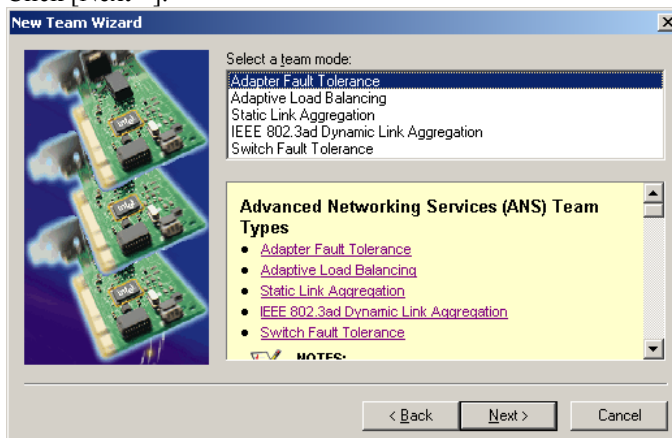 New Team Wizard
Select a team mode:
Adapter Fault Tolerance
Adaptive Load Balancing
Static Link Aggregation
IEEE 802.3ad Dynamic Link Aggregation
Switch Fault Tolerance
Advanced Networking Services (ANS) Team
Types
• Adapter Fault Tolerance
• Adaptive Load Balancing
• Static Link Aggregation
• IEEE 802.3ad Dynamic Link Aggregation
• Switch Fault Tolerance
NOTES:
< Back
Next >
Cancel